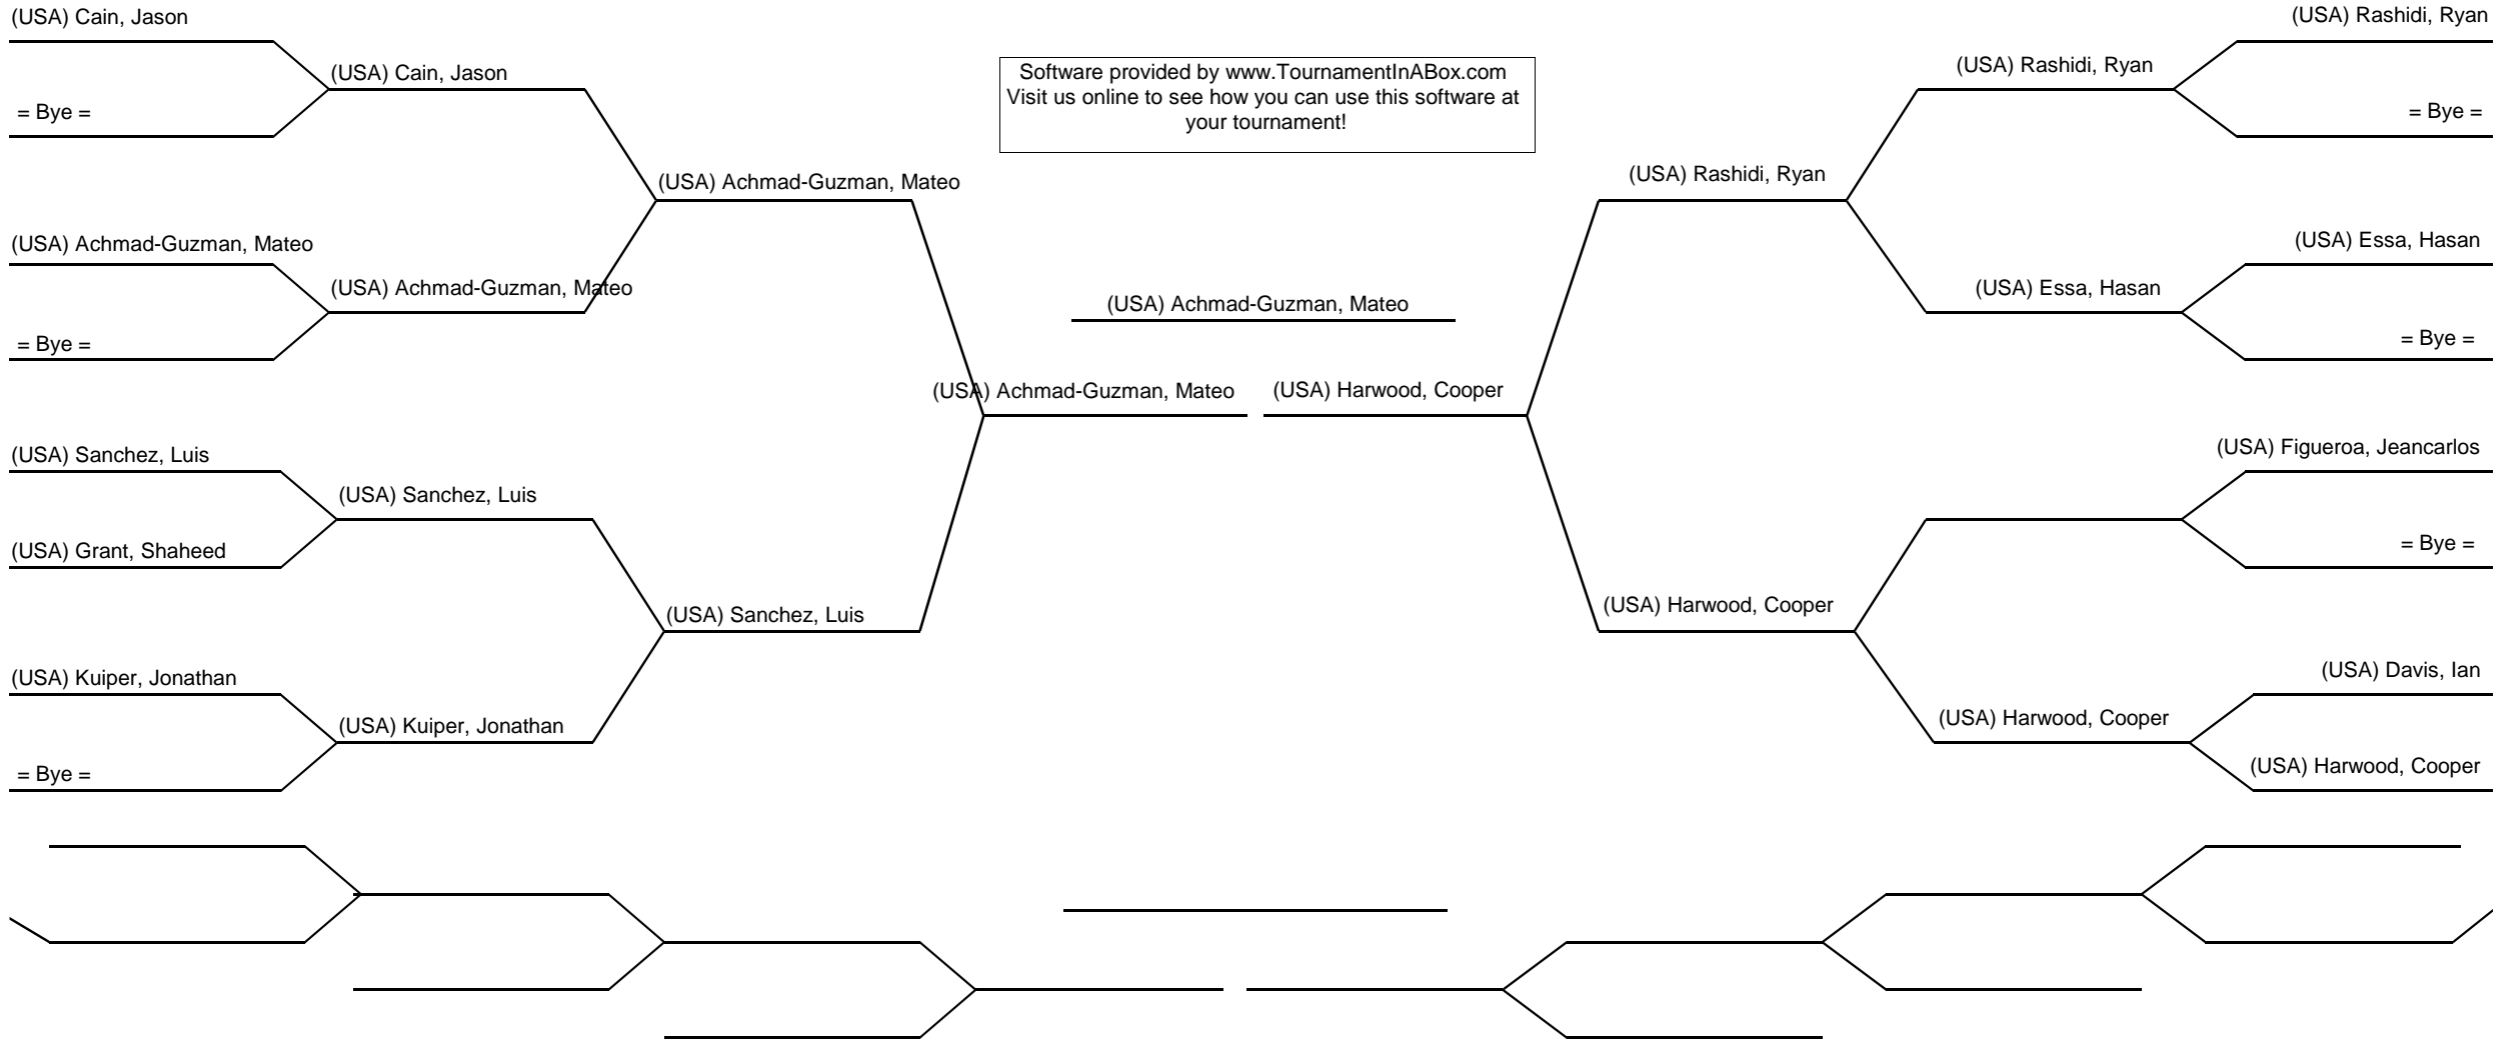 (USA) Cain, Jason
(USA) Rashidi, Ryan
(USA) Cain, Jason
Software provided by www.TournamentInABox.com
Visit us online to see how you can use this software at
your tournament!
(USA) Rashidi, Ryan
= Bye =
= Bye =
(USA) Achmad-Guzman, Mateo
(USA) Rashidi, Ryan
(USA) Achmad-Guzman, Mateo
(USA) Essa, Hasan
(USA) Achmad-Guzman, Mateo
(USA) Achmad-Guzman, Mateo
(USA) Essa, Hasan
= Bye =
= Bye =
(USA) Achmad-Guzman, Mateo
(USA) Harwood, Cooper
(USA) Sanchez, Luis
(USA) Figueroa, Jeancarlos
(USA) Sanchez, Luis
(USA) Grant, Shaheed
= Bye =
(USA) Sanchez, Luis
(USA) Harwood, Cooper
(USA) Kuiper, Jonathan
(USA) Davis, Ian
(USA) Kuiper, Jonathan
(USA) Harwood, Cooper
= Bye =
(USA) Harwood, Cooper